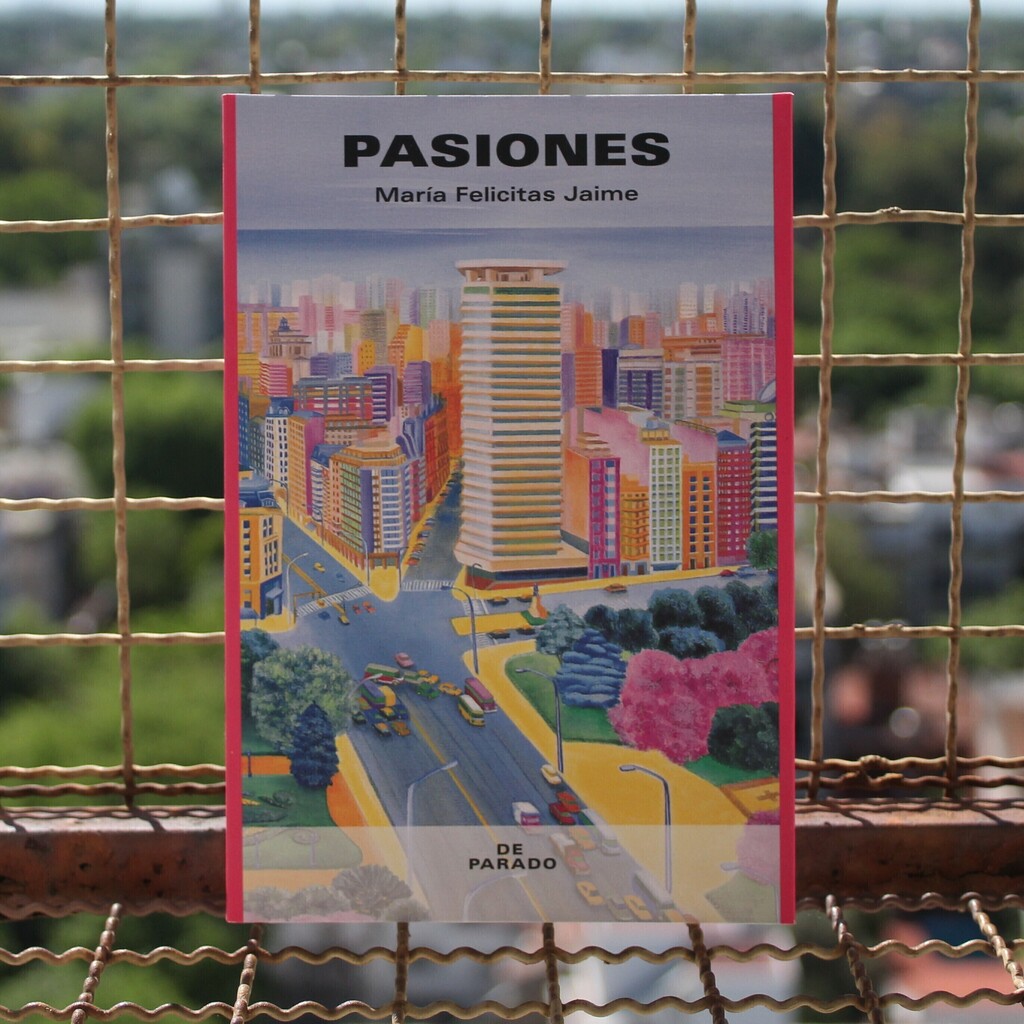 PASIONES
María Felicitas Jaime
DE
PARADO